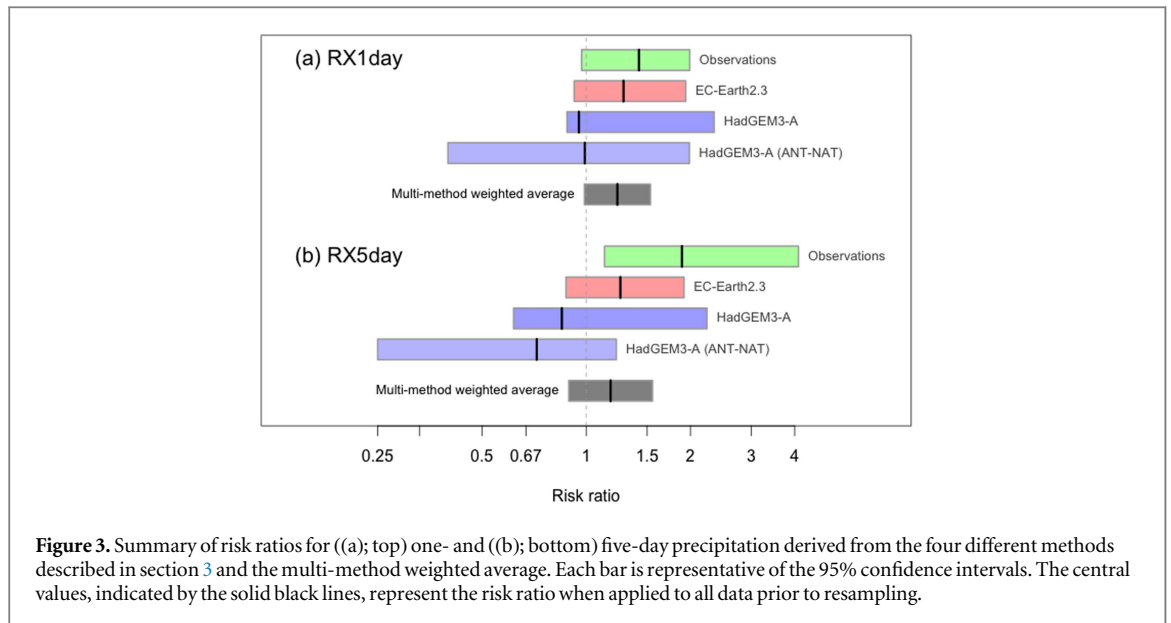 (a) RX1day
Observations
EC-Earth2.3
HadGEM3-A
HadGEM3-A (ANT-NAT)
Multi-method weighted average
(b) RX5day
Observations
EC-Earth2.3
HadGEM3-A
HadGEM3-A (ANT-NAT)
Multi-method weighted average
0.25 0.5 0.67 1 1.5 2 3 4
Risk ratio
Figure 3. Summary of risk ratios for ((a); top) one- and ((b); bottom) five-day precipitation derived from the four different methods
described in section 3 and the multi-method weighted average. Each bar is representative of the 95% confidence intervals. The central
values, indicated by the solid black lines, represent the risk ratio when applied to all data prior to resampling.